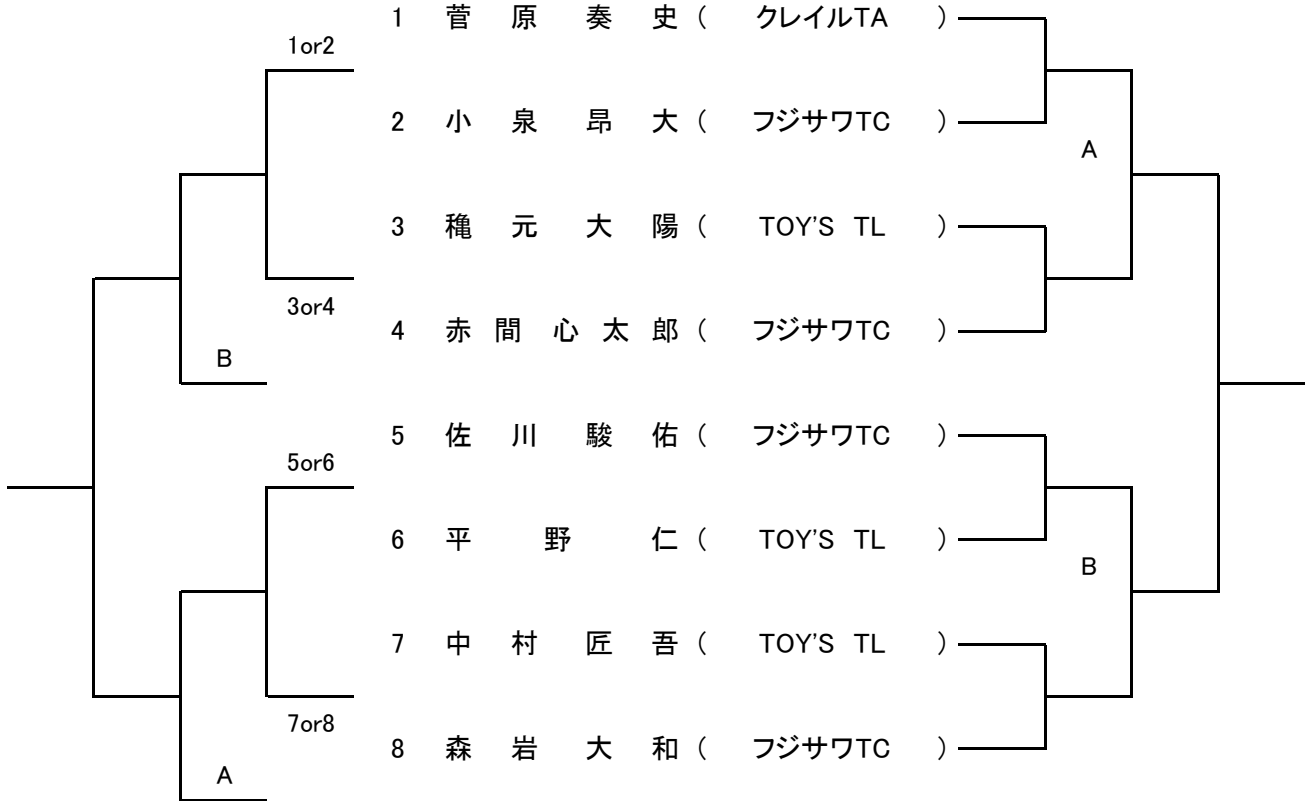 1 菅原奏史(クレイルTA)
1or2
2 小泉昂大(フジサワTC)
A
3 穐元大陽(TOY'S TL)
3or4
4 赤間心太郎(フジサワTC)
B
5 佐川駿佑(フジサワTC)
5or6
6 平野仁(TOY'S TL)
B
7 中村匠吾(TOY'S TL)
7or8
8 森岩大和(フジサワTC)
A